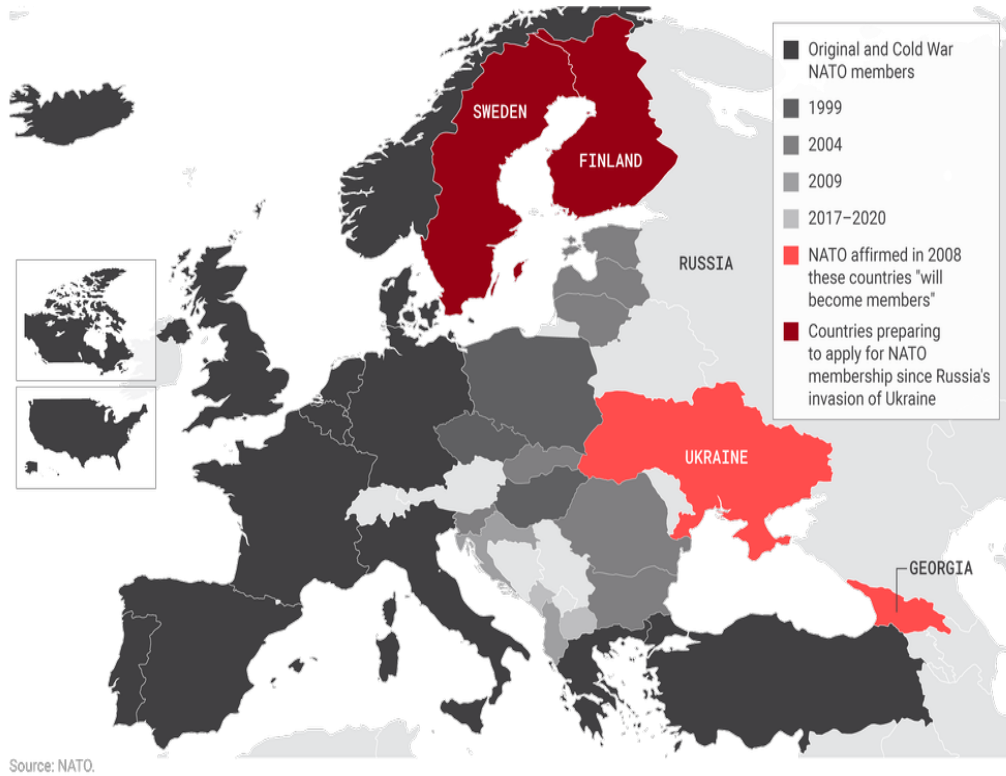 Original and Cold War
NATO members
1999
2004
2009
2017–2020
NATO affirmed in 2008
these countries "will
become members"
Countries preparing
to apply for NATO
membership since Russia's
invasion of Ukraine
SWEDEN
FINLAND
RUSSIA
UKRAINE
GEORGIA
Source: NATO.